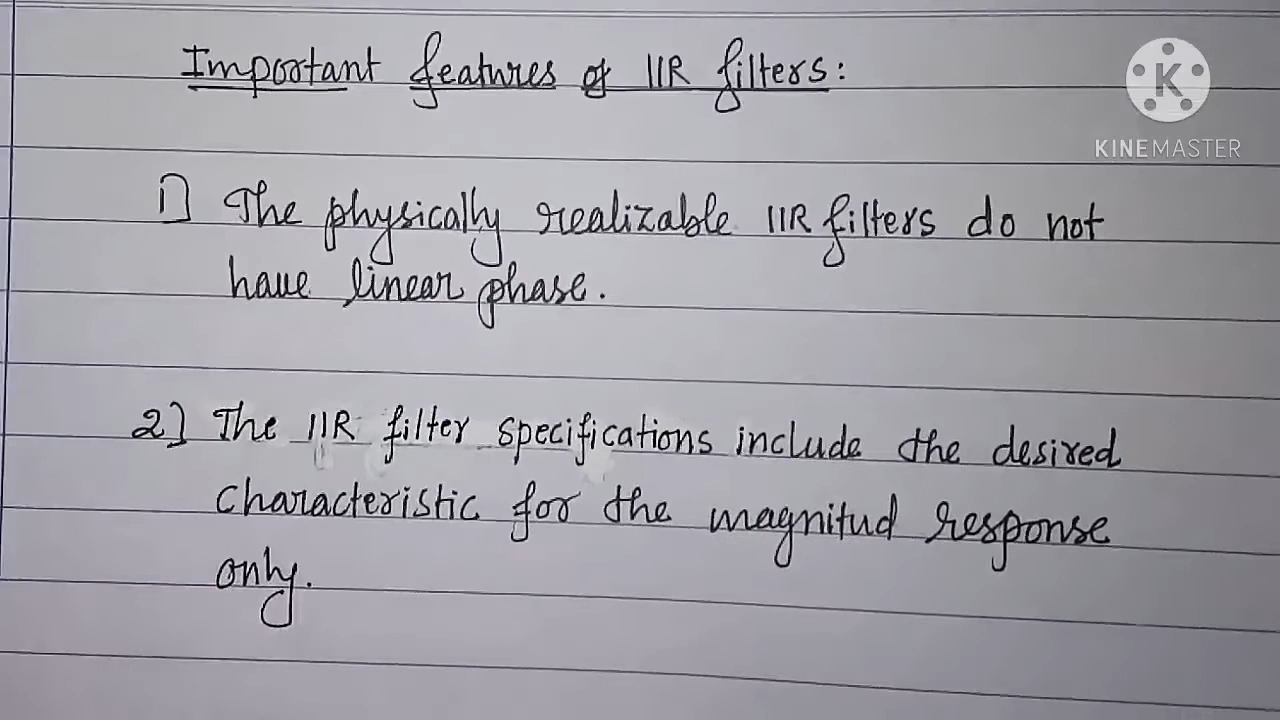 Important features of IIR filters:
K
KINEMASTER
1] The physically realizable IIR filters do not
have linear phase.
2] The IIR filter specifications include the desired
characteristic for the magnitud response
only.